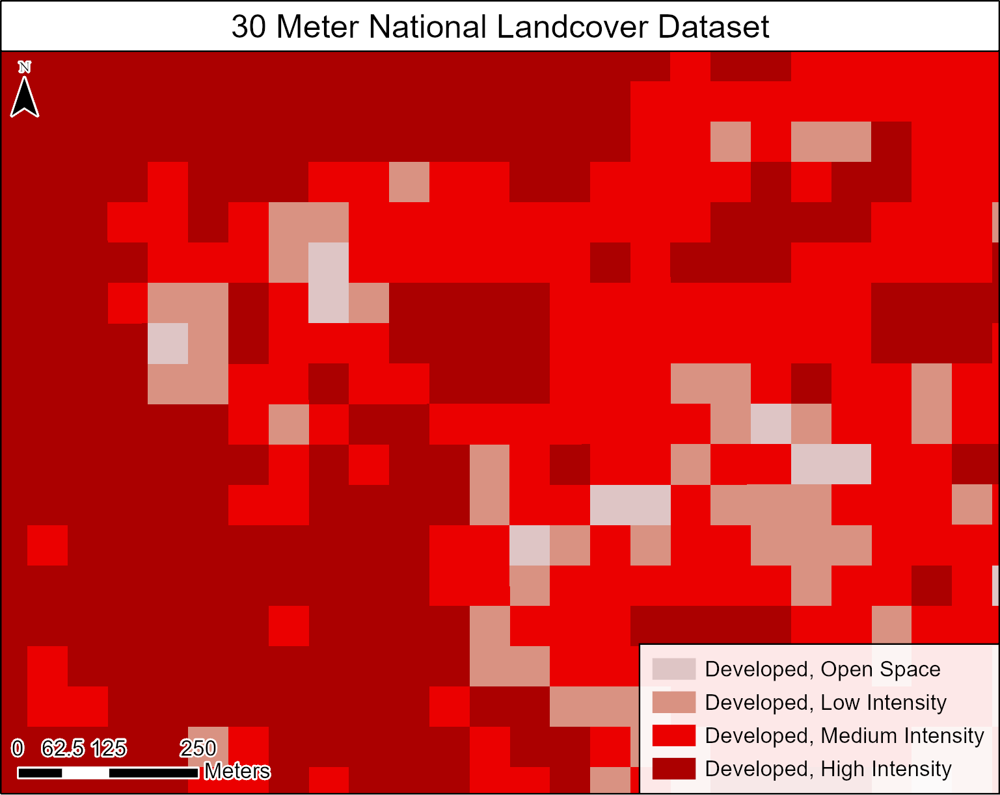 30 Meter National Landcover Dataset
N
Developed, Open Space
Developed, Low Intensity
Developed, Medium Intensity
Developed, High Intensity
0 62.5 125 250
Meters